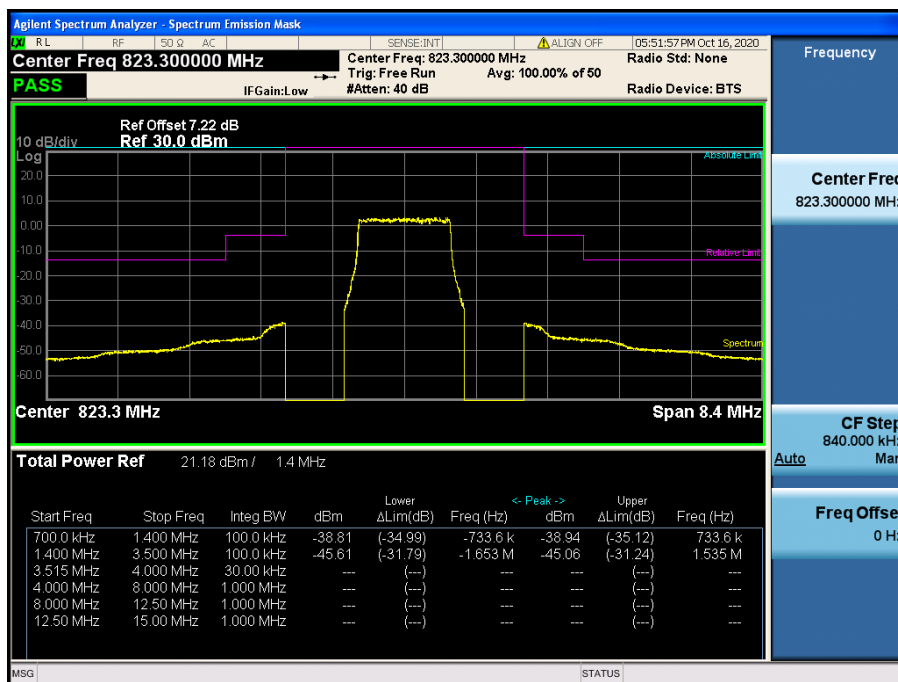 Agilent Spectrum Analyzer - Spectrum Emission Mask
LXI RL RF 50 Ω AC SENSE:INT ALIGN OFF 05:51:57 PM Oct 16, 2020
Center Freq 823.300000 MHz
Center Freq: 823.300000 MHz
Radio Std: None
Trig: Free Run
Avg: 100.00% of 50
PASS
IFGain:Low
#Atten: 40 dB
Radio Device: BTS
Ref Offset 7.22 dB
10 dB/div
Ref 30.0 dBm
Log
Absolute Limit
20.0
10.0
0.00
-10.0
Relative Limit
-20.0
-30.0
-40.0
Spectrum
-50.0
-60.0
Center 823.3 MHz
Span 8.4 MHz
Total Power Ref 21.18 dBm / 1.4 MHz
Lower <- Peak -> Upper
Start Freq Stop Freq Integ BW dBm ΔLim(dB) Freq (Hz) dBm ΔLim(dB) Freq (Hz)
700.0 kHz 1.400 MHz 100.0 kHz -38.81 (-34.99) -733.6 k -38.94 (-35.12) 733.6 k
1.400 MHz 3.500 MHz 100.0 kHz -45.61 (-31.79) -1.653 M -45.06 (-31.24) 1.535 M
3.515 MHz 4.000 MHz 30.00 kHz --- (---) --- --- (---) ---
4.000 MHz 8.000 MHz 1.000 MHz --- (---) --- --- (---) ---
8.000 MHz 12.50 MHz 1.000 MHz --- (---) --- --- (---) ---
12.50 MHz 15.00 MHz 1.000 MHz --- (---) --- --- (---) ---
MSG
STATUS
Frequency
Center Freq
823.300000 MHz
CF Step
840.000 kHz
Auto Man
Freq Offset
0 Hz